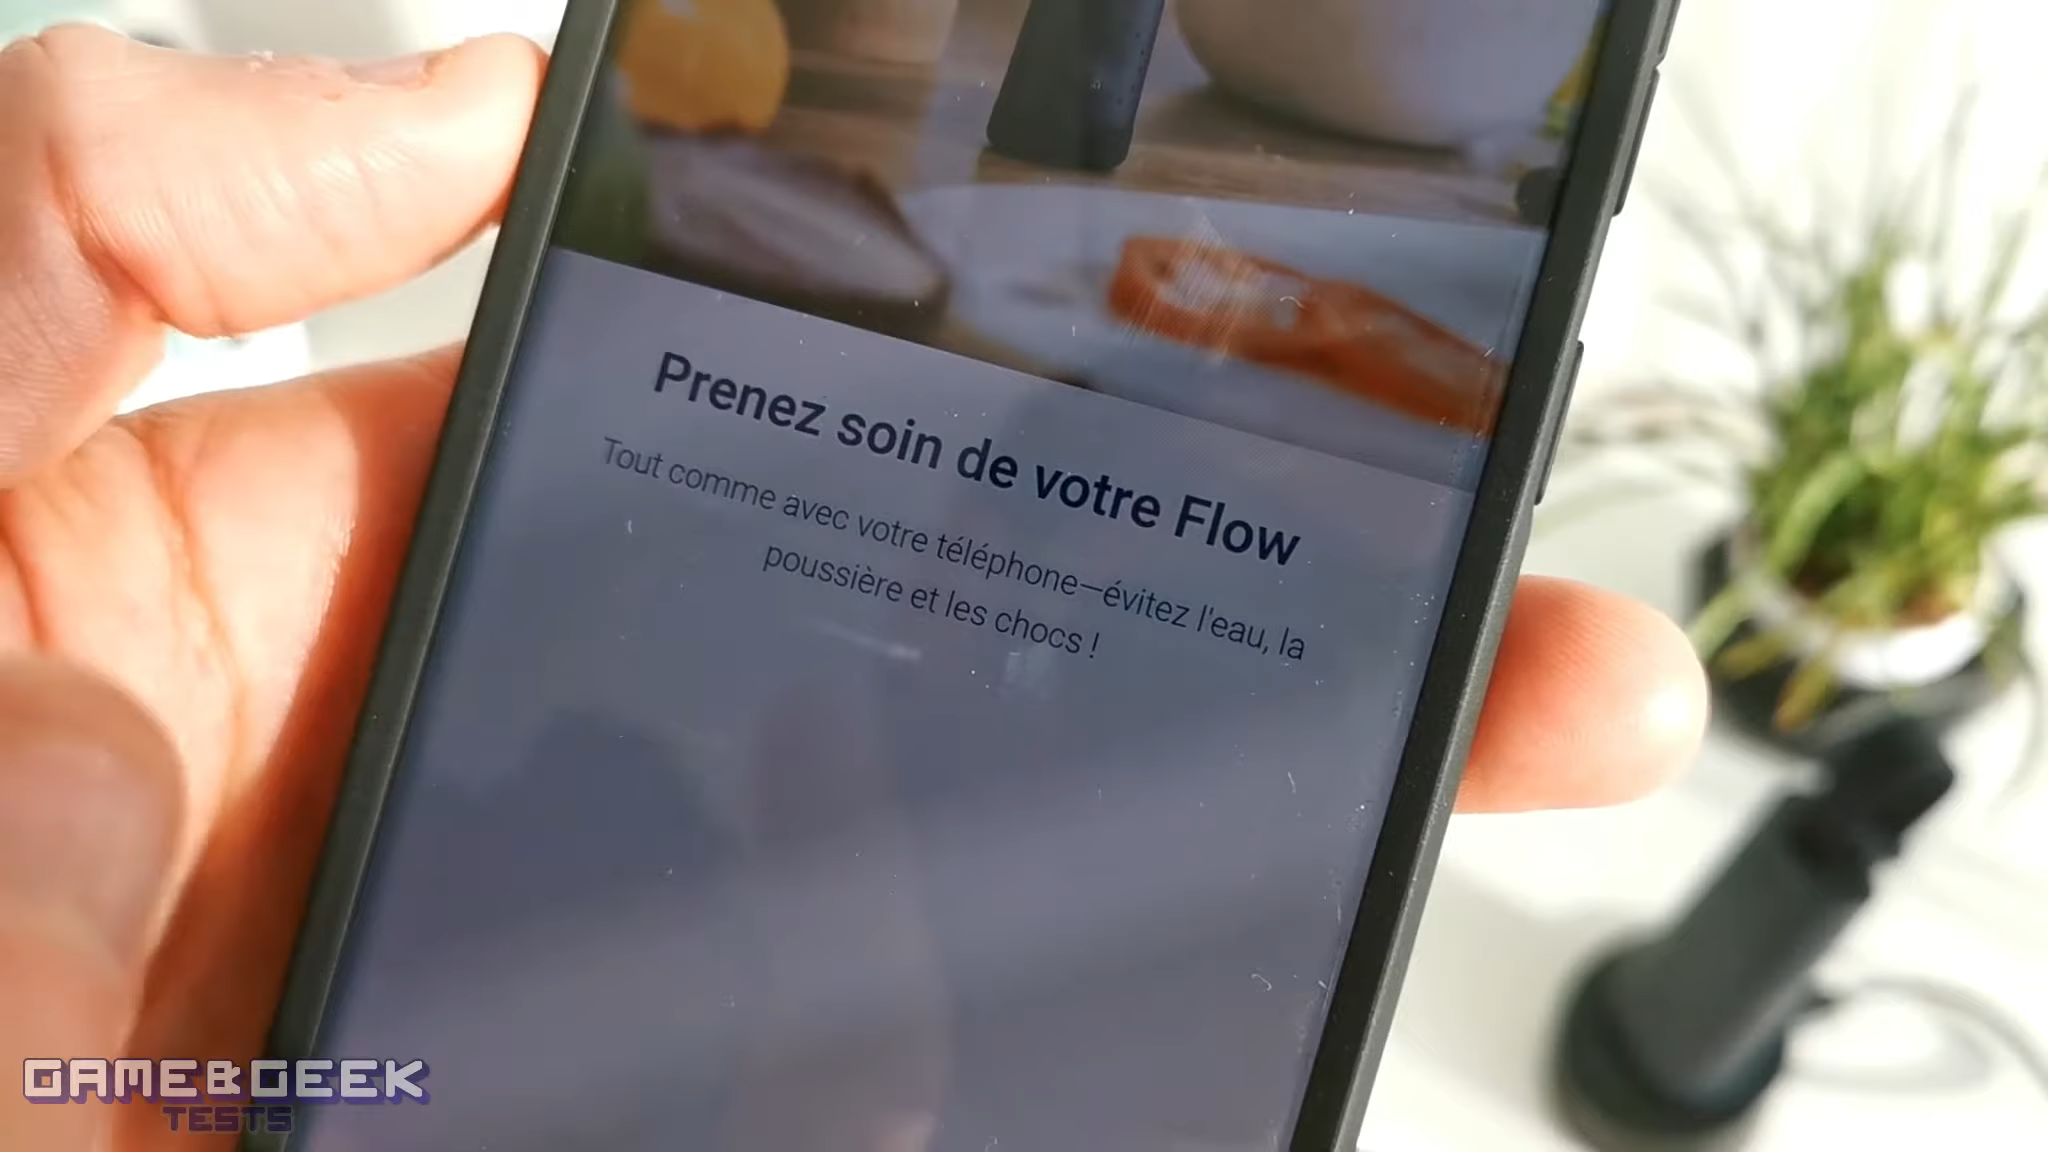 Prenez soin de votre Flow
Tout comme avec votre téléphone—évitez l'eau, la
poussière et les chocs !
GAME&GEEK
TESTS